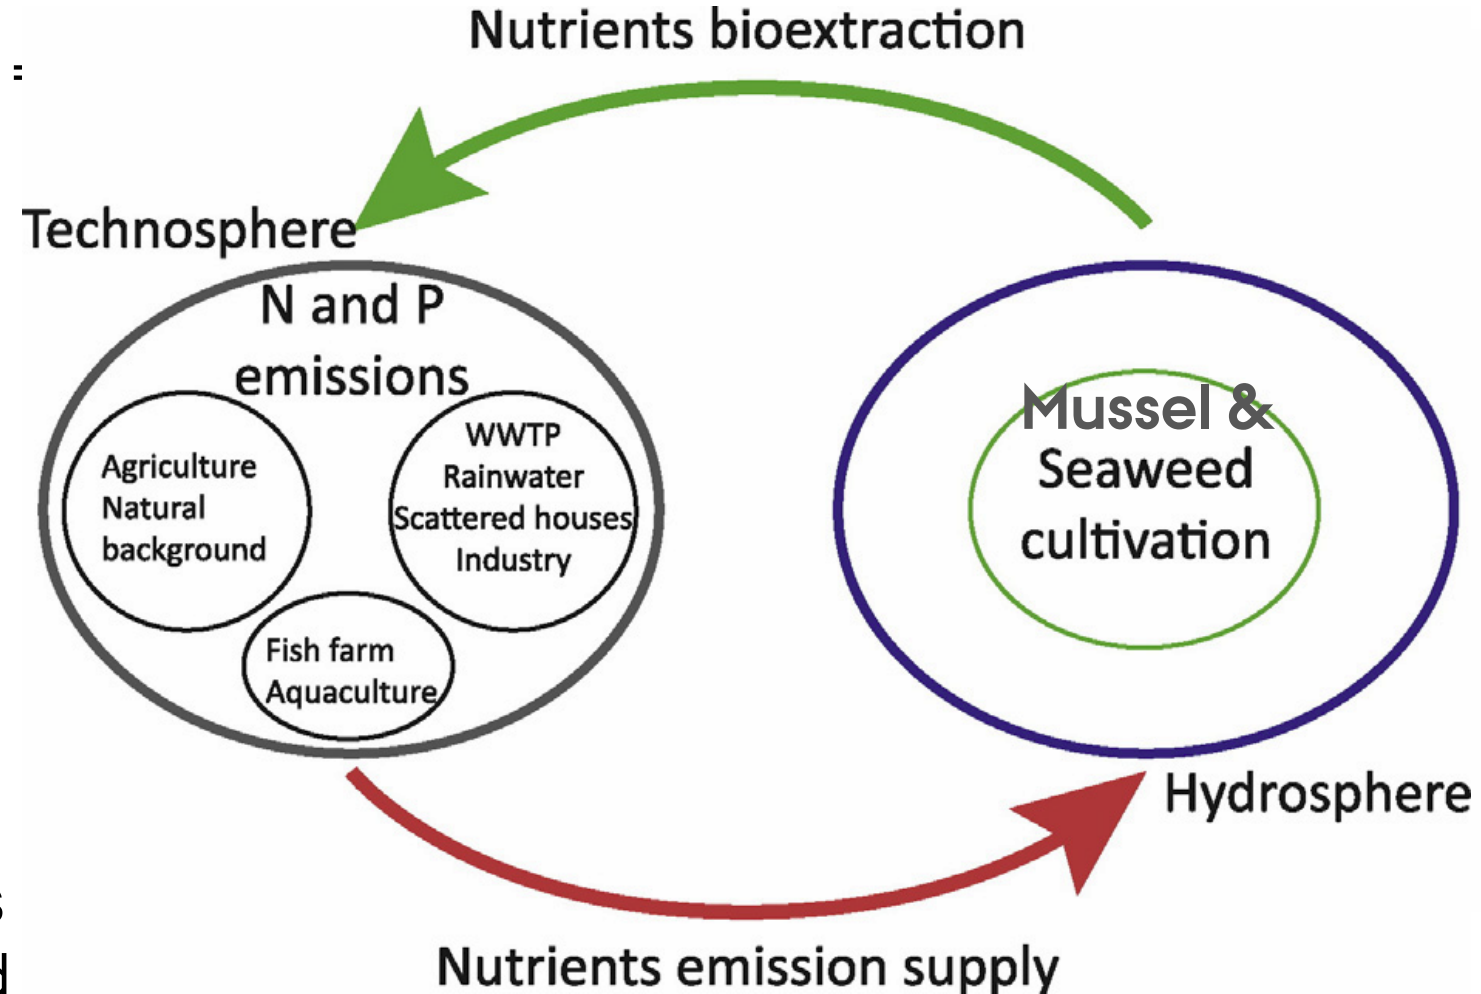 Nutrients bioextraction
=
Technosphere
N and P
emissions
Agriculture
Natural
background
WWTP
Rainwater
Scattered houses
Industry
Fish farm
Aquaculture
Mussel &
Seaweed
cultivation
Hydrosphere
s
d
Nutrients emission supply